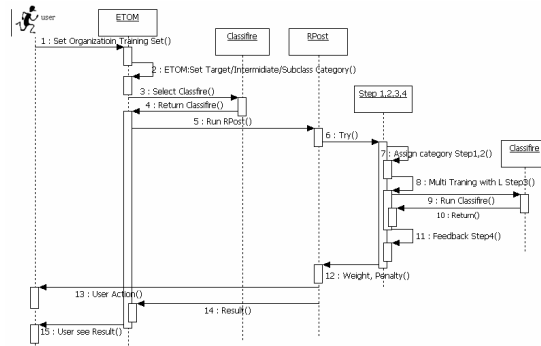 user
ETOM
Classifire
RPost
1 : Set Organizatioin Training Set()
2 : ETOM:Set Target/Intermidiate/Subclass Category()
3 : Select Classfire()
4 : Return Classfire()
5 : Run RPost()
Step 1,2,3,4
6 : Try()
7 : Assign category Step1,2()
Classifire
8 : Multi Traning with L Step3()
9 : Run Classifire()
10 : Return()
11 : Feedback Step4()
12 : Weight, Penalty()
13 : User Action()
14 : Result()
15 : User see Result()